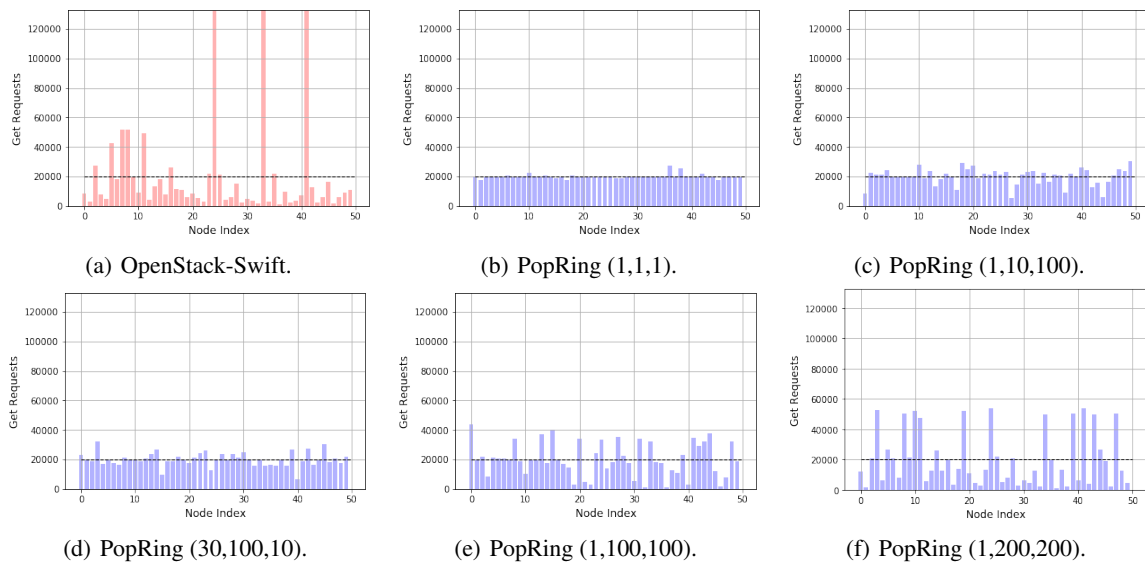 120000
100000
80000
60000
40000
20000
0
Get Requests
0 10 20 30 40 50
Node Index
(a) OpenStack-Swift.
120000
100000
80000
60000
40000
20000
0
Get Requests
0 10 20 30 40 50
Node Index
(b) PopRing (1,1,1).
120000
100000
80000
60000
40000
20000
0
Get Requests
0 10 20 30 40 50
Node Index
(c) PopRing (1,10,100).
120000
100000
80000
60000
40000
20000
0
Get Requests
0 10 20 30 40 50
Node Index
(d) PopRing (30,100,10).
120000
100000
80000
60000
40000
20000
0
Get Requests
0 10 20 30 40 50
Node Index
(e) PopRing (1,100,100).
120000
100000
80000
60000
40000
20000
0
Get Requests
0 10 20 30 40 50
Node Index
(f) PopRing (1,200,200).